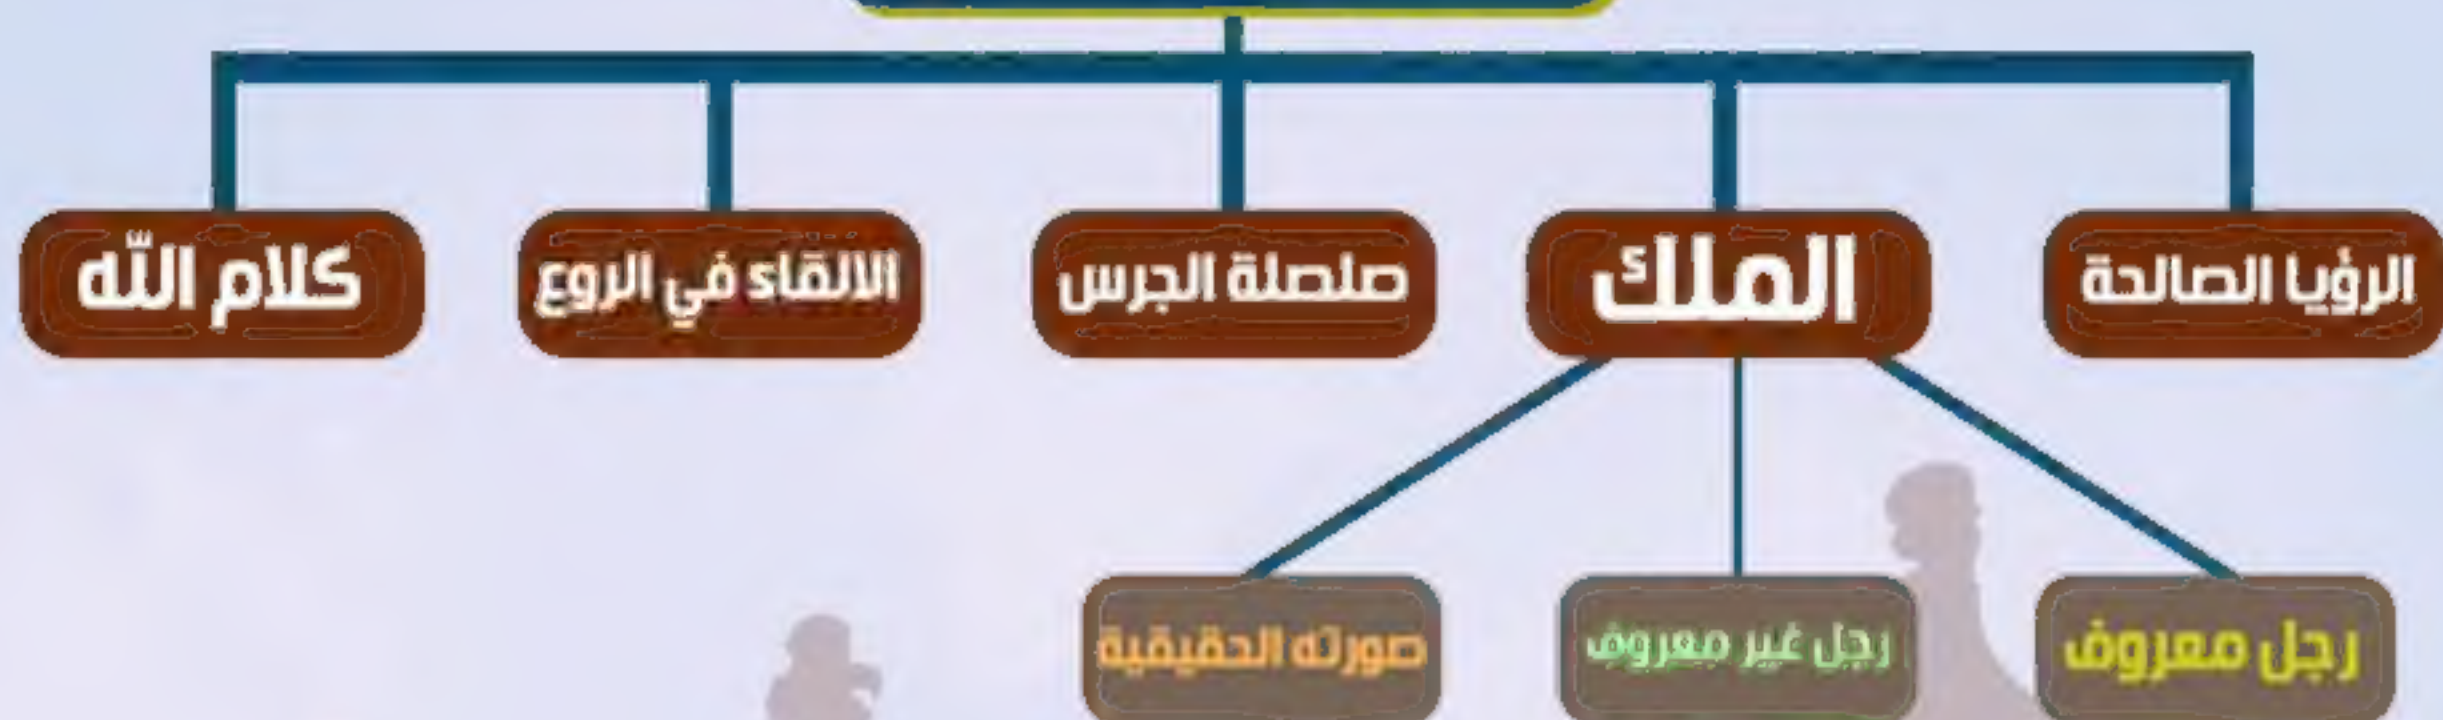 الرؤيا الصالحة
الملك
صلصلة الجرس
الالقاء في الروع
كلام الله
رجل معروف
رجل غير معروف
صورته الحقيقية